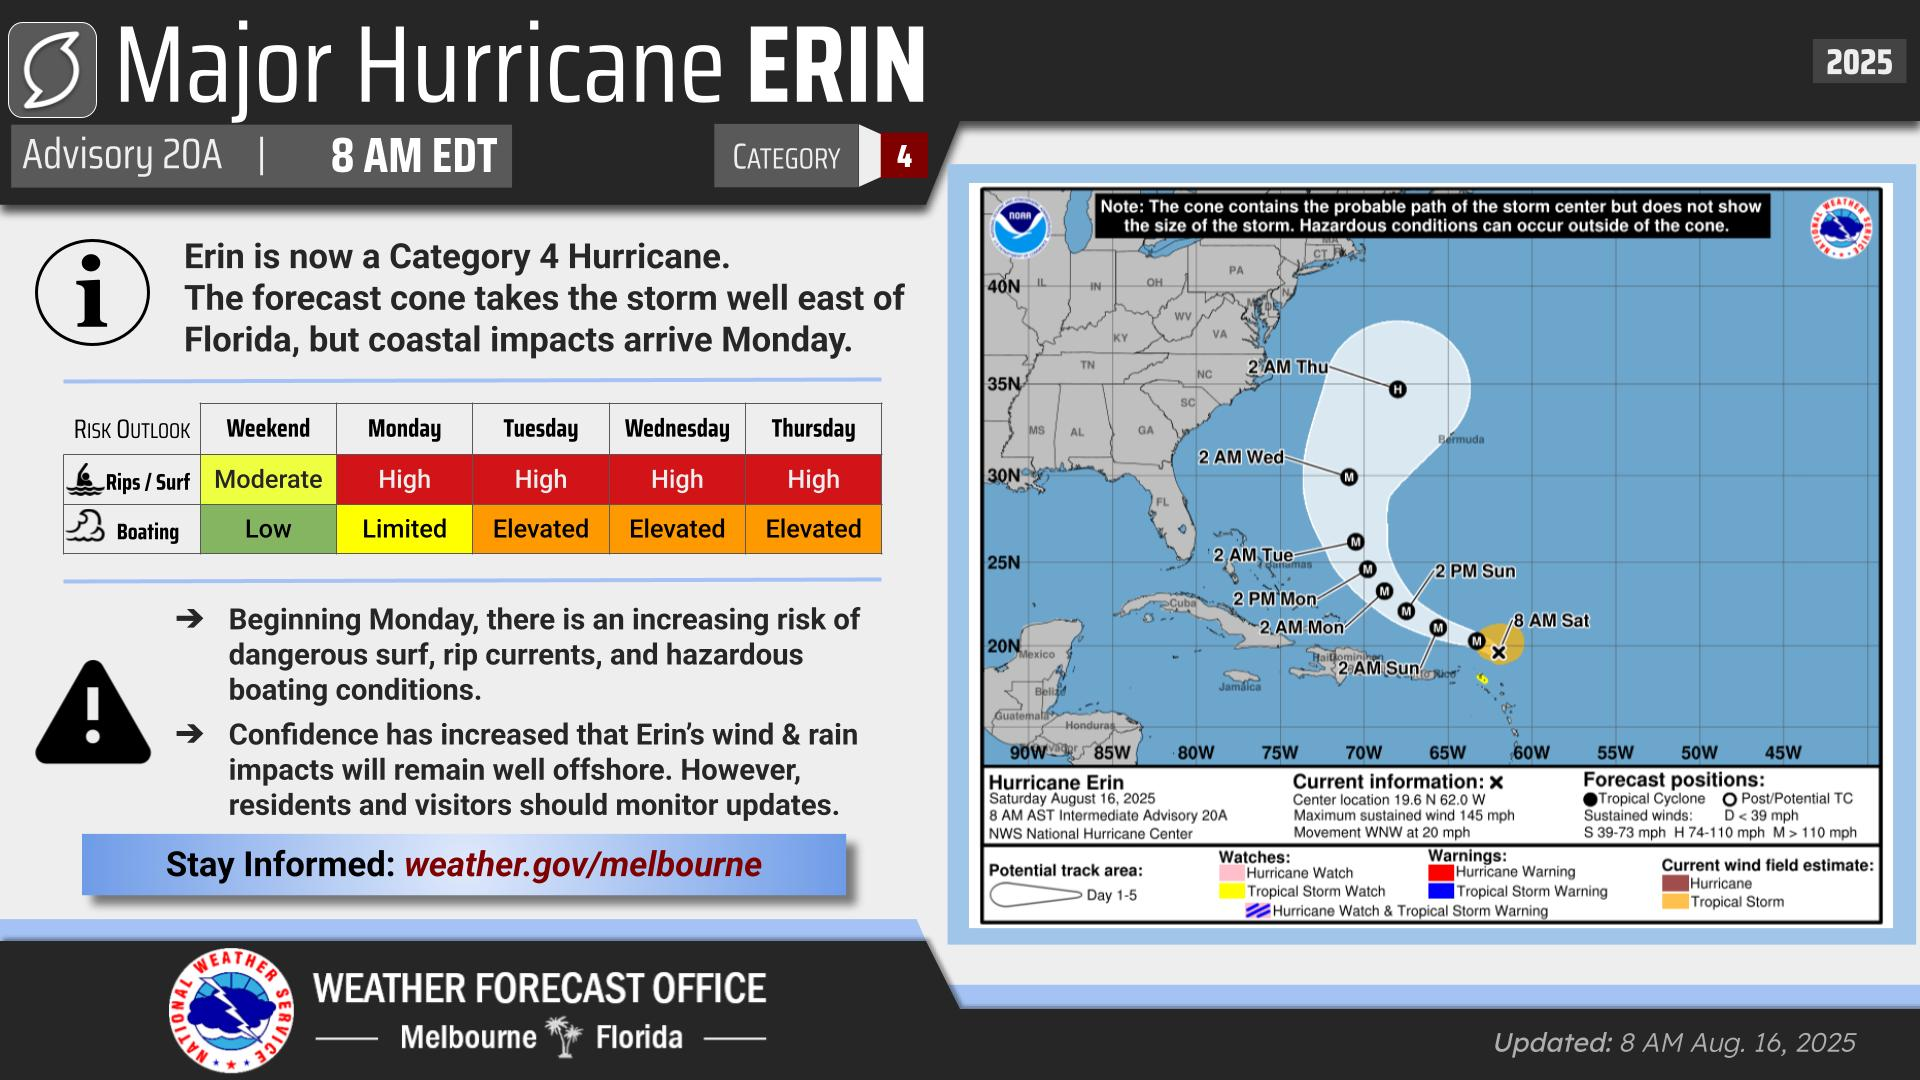 Major Hurricane ERIN
2025
Advisory 20A | 8 AM EDT
CATEGORY 4
Erin is now a Category 4 Hurricane.
The forecast cone takes the storm well east of
Florida, but coastal impacts arrive Monday.
RISK OUTLOOK Weekend Monday Tuesday Wednesday Thursday
Rips / Surf Moderate High High High High
Boating Low Limited Elevated Elevated Elevated
➔ Beginning Monday, there is an increasing risk of
dangerous surf, rip currents, and hazardous
boating conditions.
➔ Confidence has increased that Erin's wind & rain
impacts will remain well offshore. However,
residents and visitors should monitor updates.
Stay Informed: weather.gov/melbourne
NATIONAL WEATHER SERVICE
WEATHER FORECAST OFFICE
Melbourne Florida
NOAA
Note: The cone contains the probable path of the storm center but does not show
the size of the storm. Hazardous conditions can occur outside of the cone.
NATIONAL WEATHER SERVICE
MA
CT
PA
40N
IL
IN
OH
WV
VA
KY
2 AM Thu
H
TN
NC
35N
SC
MS
AL
GA
Bermuda
2 AM Wed
M
30N
FL
M
2 AM Tue
25N
Bahamas
M
2 PM Sun
M
2 PM Mon
Cuba
M
2 AM Mon
M
8 AM Sat
M
20N
Mexico
Haiti
Dominican
2 AM Sun
Puerto Rico
Jamaica
Belize
Guatemala
Honduras
90W 85W 80W 75W 70W 65W 60W 55W 50W 45W
Hurricane Erin
Saturday August 16, 2025
8 AM AST Intermediate Advisory 20A
NWS National Hurricane Center
Current information: ×
Center location 19.6 N 62.0 W
Maximum sustained wind 145 mph
Movement WNW at 20 mph
Forecast positions:
Tropical Cyclone Post/Potential TC
Sustained winds: D < 39 mph
S 39-73 mph H 74-110 mph M > 110 mph
Potential track area:
Day 1-5
Watches:
Hurricane Watch
Tropical Storm Watch
Warnings:
Hurricane Warning
Tropical Storm Warning
Hurricane Watch & Tropical Storm Warning
Current wind field estimate:
Hurricane
Tropical Storm
Updated: 8 AM Aug. 16, 2025